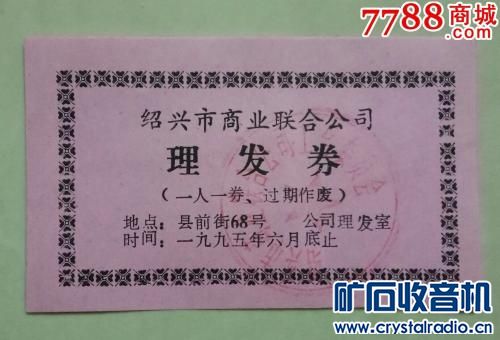 7788商城
.com
绍兴市商业联合公司
理发券
(一人一券、过期作废)
地点:县前街68号 公司理发室
时间:一九九五年六月底止
矿石收音机
www.crystalradio.cn